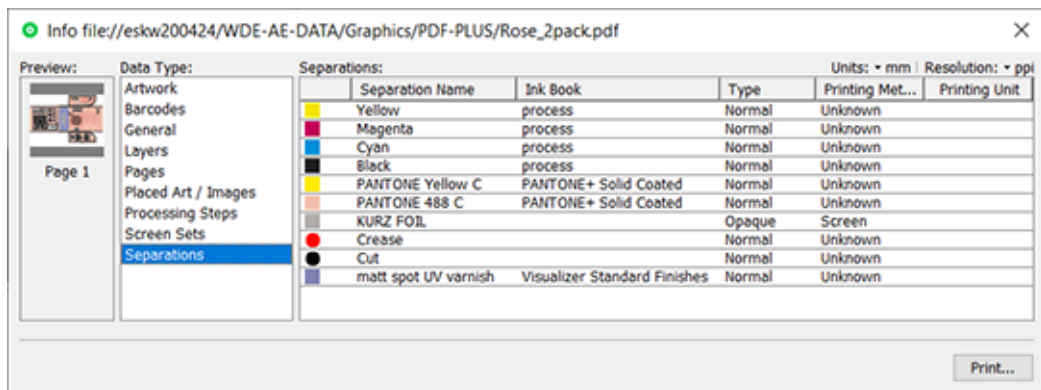 Info file://eskw200424/WDE-AE-DATA/Graphics/PDF-PLUS/Rose_2pack.pdf
Preview:
Page 1
Data Type:
Artwork
Barcodes
General
Layers
Pages
Placed Art / Images
Processing Steps
Screen Sets
Separations
Separations: Units: mm Resolution: ppi
Separation Name Ink Book Type Printing Met... Printing Unit
Yellow process Normal Unknown
Magenta process Normal Unknown
Cyan process Normal Unknown
Black process Normal Unknown
PANTONE Yellow C PANTONE+ Solid Coated Normal Unknown
PANTONE 488 C PANTONE+ Solid Coated Normal Unknown
KURZ FOIL Opaque Screen
Crease Normal Unknown
Cut Normal Unknown
matt spot UV varnish Visualizer Standard Finishes Normal Unknown
Print...